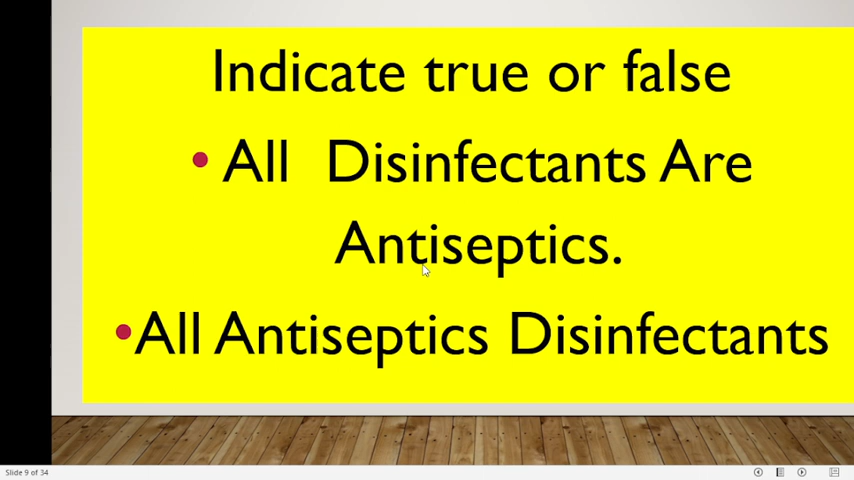 Indicate true or false
• All Disinfectants Are
Antiseptics.
•All Antiseptics Disinfectants
Slide 9 of 34